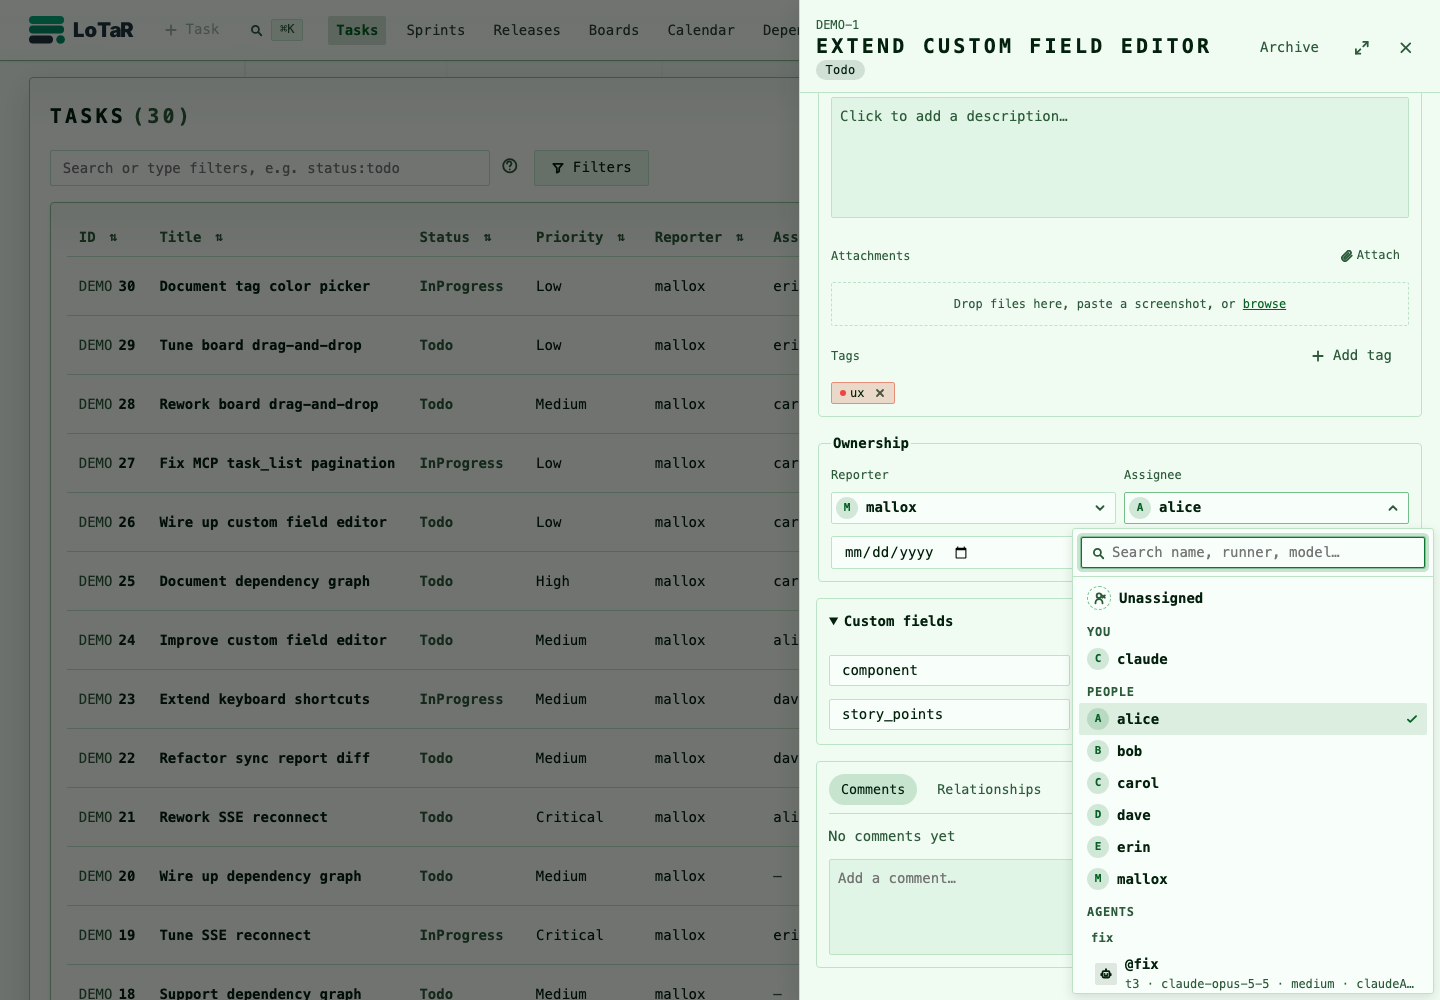 LoTaR
+ Task
⌘K
Tasks
Sprints
Releases
Boards
Calendar
Depen
TASKS (30)
Search or type filters, e.g. status:todo
Filters
ID Title Status Priority Reporter Ass
DEMO 30 Document tag color picker InProgress Low mallox eri
DEMO 29 Tune board drag-and-drop Todo Low mallox eri
DEMO 28 Rework board drag-and-drop Todo Medium mallox car
DEMO 27 Fix MCP task_list pagination InProgress Low mallox car
DEMO 26 Wire up custom field editor Todo Low mallox car
DEMO 25 Document dependency graph Todo High mallox car
DEMO 24 Improve custom field editor Todo Medium mallox ali
DEMO 23 Extend keyboard shortcuts InProgress Medium mallox dav
DEMO 22 Refactor sync report diff Todo Medium mallox dav
DEMO 21 Rework SSE reconnect Todo Critical mallox ali
DEMO 20 Wire up dependency graph Todo Medium mallox —
DEMO 19 Tune SSE reconnect InProgress Critical mallox eri
DEMO 18 Support dependency graph Todo Medium mallox —
DEMO-1
EXTEND CUSTOM FIELD EDITOR
Archive
Todo
Click to add a description…
Attachments
Attach
Drop files here, paste a screenshot, or browse
Tags
+ Add tag
ux ×
Ownership
Reporter Assignee
M mallox
A alice
mm/dd/yyyy
Custom fields
component
story_points
Comments
Relationships
No comments yet
Add a comment…
Search name, runner, model…
Unassigned
YOU
C claude
PEOPLE
A alice
B bob
C carol
D dave
E erin
M mallox
AGENTS
fix
@fix
t3 · claude-opus-5-5 · medium · claudeA…